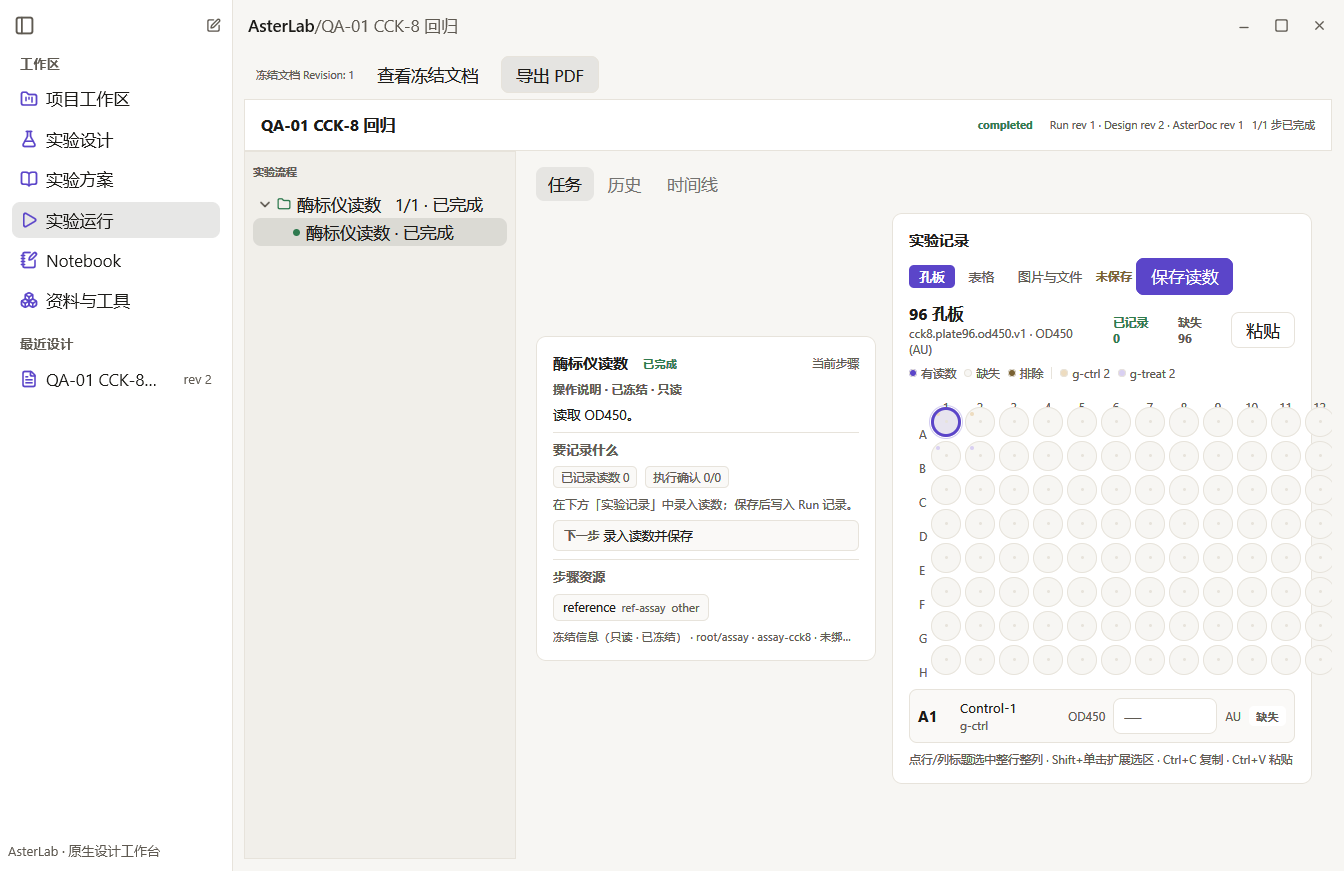 AsterLab/QA-01 CCK-8 回归
工作区
项目工作区
实验设计
实验方案
实验运行
Notebook
资料与工具
最近设计
QA-01 CCK-8... rev 2
AsterLab · 原生设计工作台
冻结文档 Revision: 1 查看冻结文档 导出 PDF
QA-01 CCK-8 回归 completed Run rev 1 · Design rev 2 · AsterDoc rev 1 1/1 步已完成
实验流程
酶标仪读数 1/1 · 已完成
酶标仪读数 · 已完成
任务 历史 时间线
酶标仪读数 已完成 当前步骤
操作说明 · 已冻结 · 只读
读取 OD450。
要记录什么
已记录读数 0 执行确认 0/0
在下方「实验记录」中录入读数；保存后写入 Run 记录。
下一步 录入读数并保存
步骤资源
reference ref-assay other
冻结信息（只读 · 已冻结） · root/assay · assay-cck8 · 未绑...
实验记录
孔板 表格 图片与文件 未保存 保存读数
96 孔板
cck8.plate96.od450.v1 · OD450
(AU)
已记录 缺失 粘贴
0 96
有读数 缺失 排除 g-ctrl 2 g-treat 2
1 2 3 4 5 6 7 8 9 10 11 12
A
B
C
D
E
F
G
H
A1 Control-1 OD450 — AU 缺失
g-ctrl
点行/列标题选中整行整列 · Shift+单击扩展选区 · Ctrl+C 复制 · Ctrl+V 粘贴